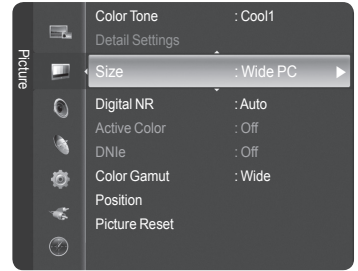 Picture
Color Tone : Cool1
Detail Settings
Size : Wide PC
Digital NR : Auto
Active Color : Off
DNIe : Off
Color Gamut : Wide
Position
Picture Reset